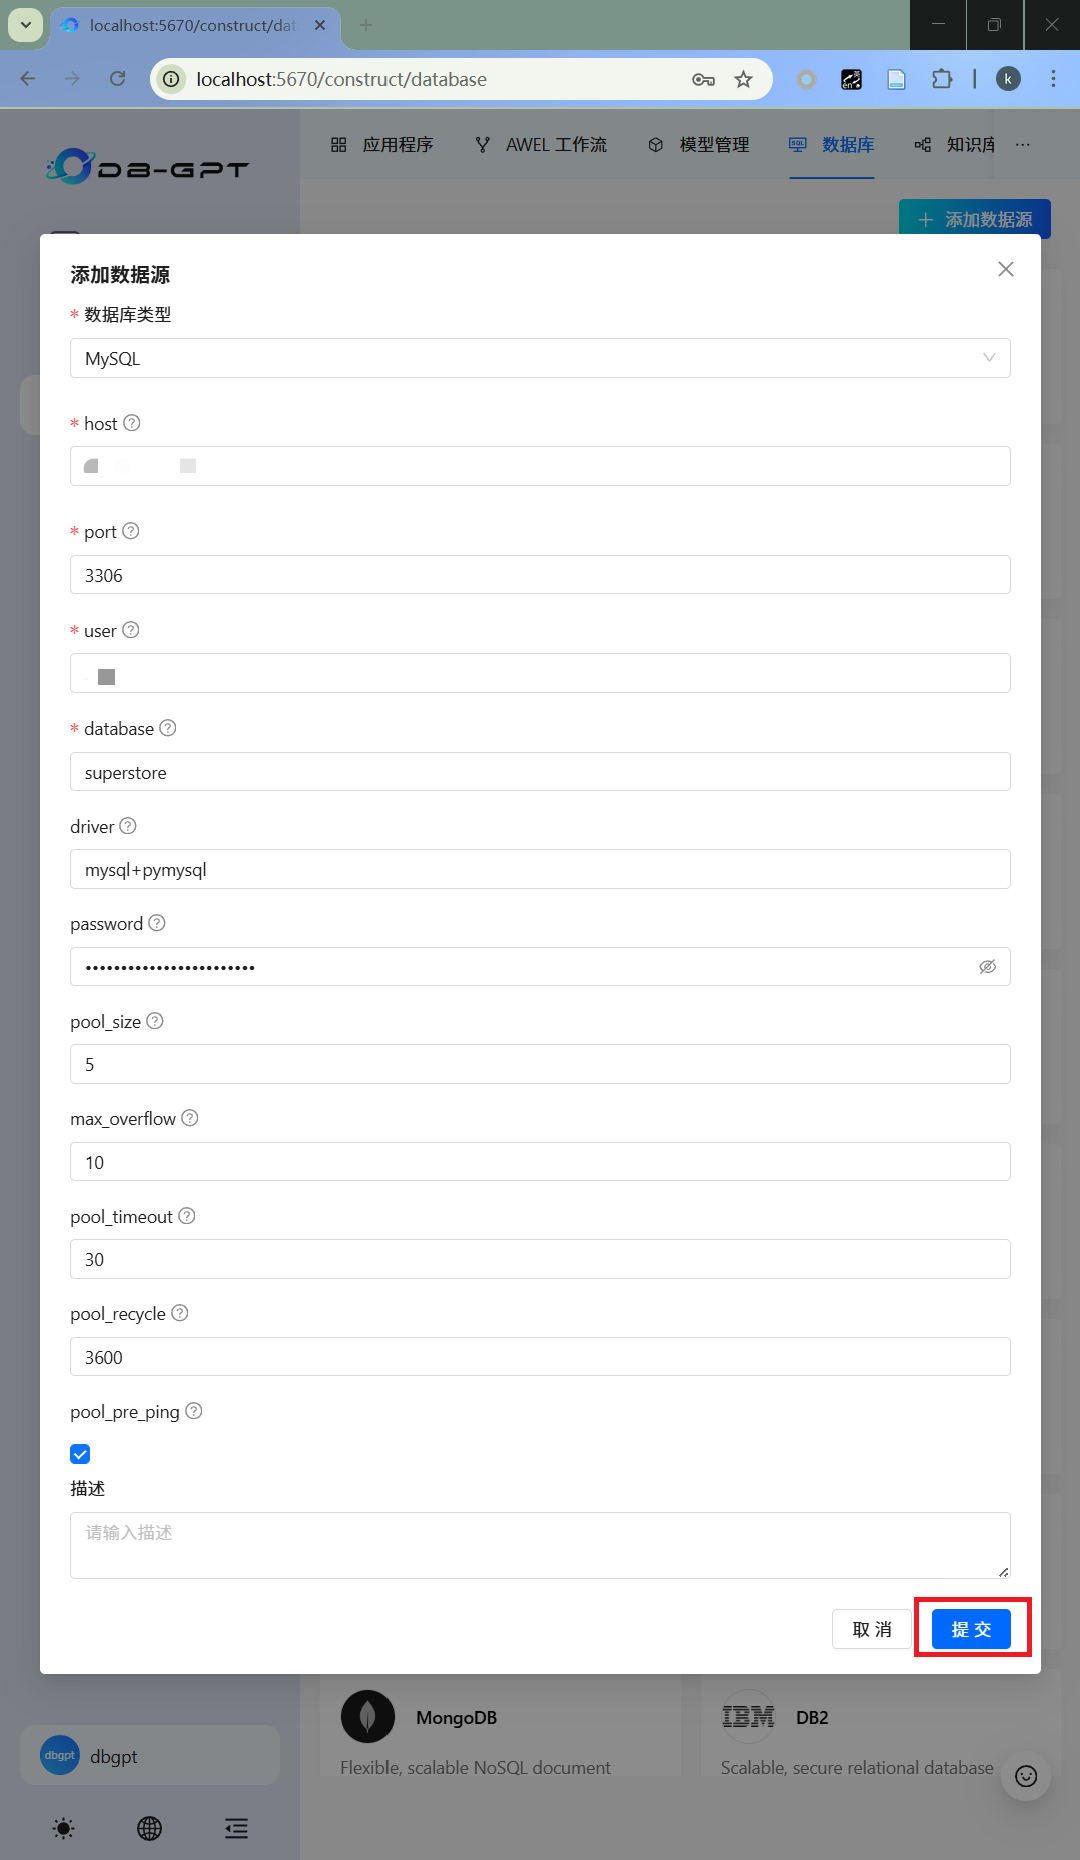 localhost:5670/construct/dat
localhost:5670/construct/database
en
k
DB-GPT
应用程序
AWEL 工作流
模型管理
SQL
数据库
知识库
添加数据源
添加数据源
* 数据库类型
MySQL
* host
* port
3306
* user
* database
superstore
driver
mysql+pymysql
password
••••••••••••••••••••••••
pool_size
5
max_overflow
10
pool_timeout
30
pool_recycle
3600
pool_pre_ping
描述
请输入描述
取 消
提 交
MongoDB
Flexible, scalable NoSQL document
IBM
DB2
Scalable, secure relational database
dbgpt
dbgpt